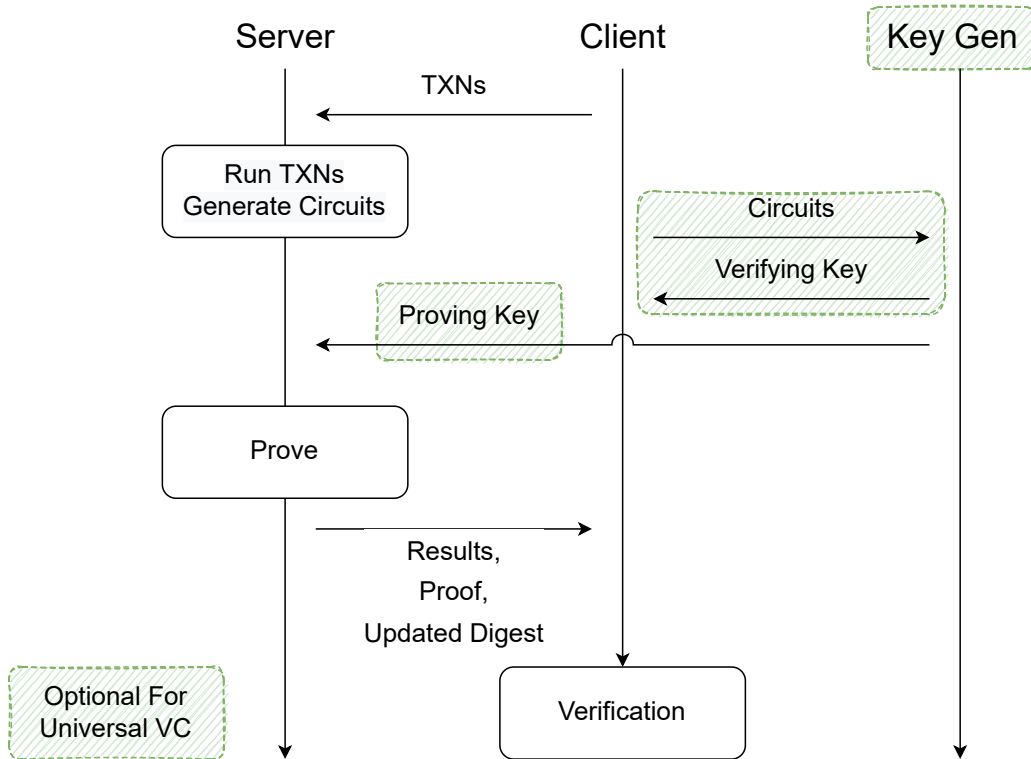 Server
Client
Key Gen
TXNs
Run TXNs
Generate Circuits
Circuits
Verifying Key
Proving Key
Prove
Results,
Proof,
Updated Digest
Optional For
Universal VC
Verification